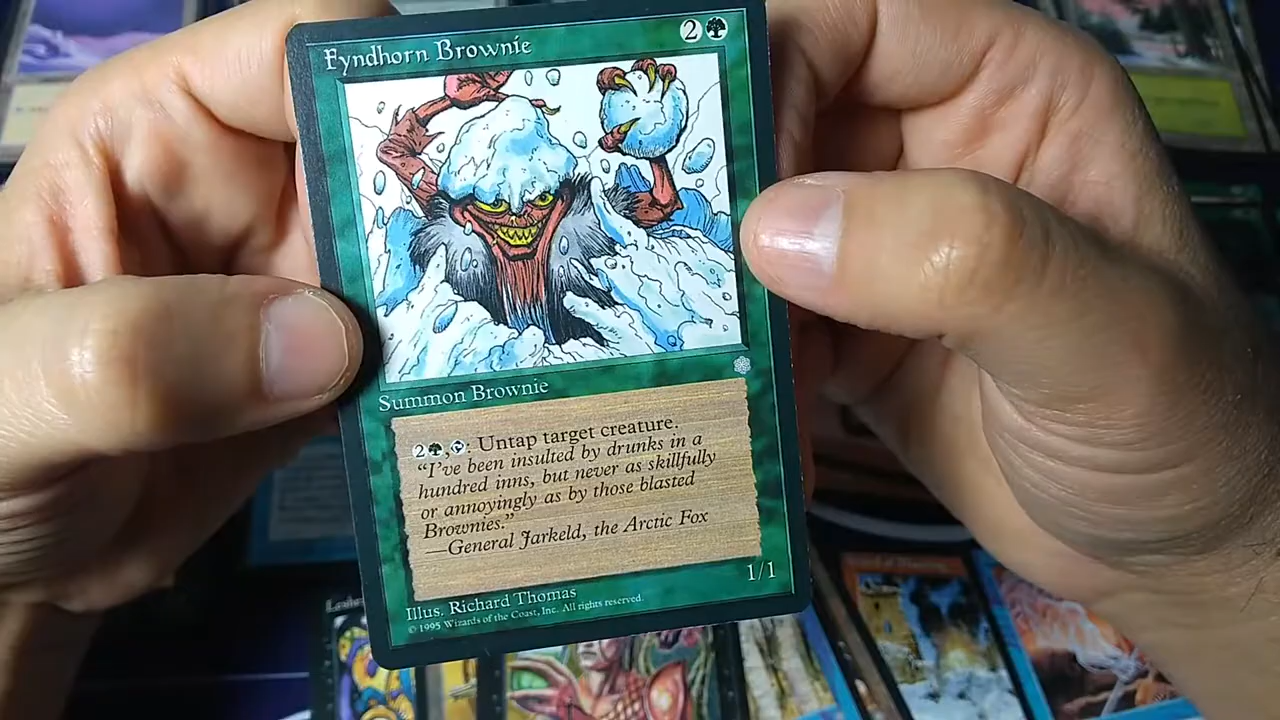 Fyndhorn Brownie 2
Summon Brownie
2 , : Untap target creature.
“I've been insulted by drunks in a
hundred inns, but never as skillfully
or annoyingly as by those blasted
Brownies.”
—General Jarkeld, the Arctic Fox
1/1
Illus. Richard Thomas
© 1995 Wizards of the Coast, Inc. All rights reserved.